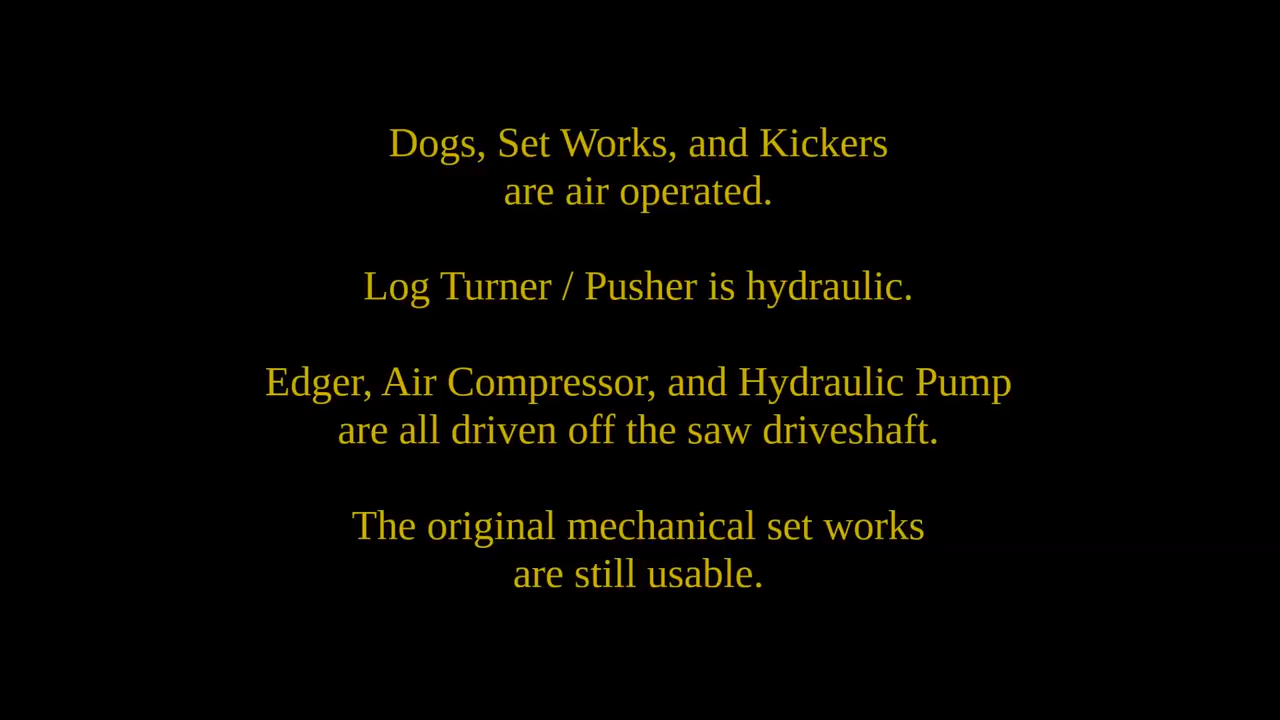 Dogs, Set Works, and Kickers
are air operated.
Log Turner / Pusher is hydraulic.
Edger, Air Compressor, and Hydraulic Pump
are all driven off the saw driveshaft.
The original mechanical set works
are still usable.